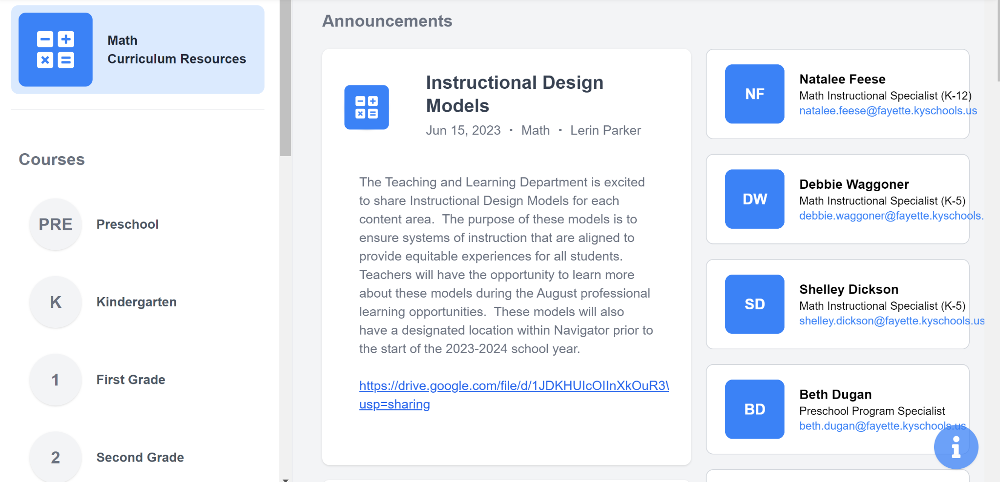 Math
Curriculum Resources
Courses
PRE
Preschool
K
Kindergarten
1
First Grade
2
Second Grade
Announcements
Instructional Design
Models
Jun 15, 2023 · Math · Lerin Parker
The Teaching and Learning Department is excited
to share Instructional Design Models for each
content area.  The purpose of these models is to
ensure systems of instruction that are aligned to
provide equitable experiences for all students.
Teachers will have the opportunity to learn more
about these models during the August professional
learning opportunities.  These models will also
have a designated location within Navigator prior to
the start of the 2023-2024 school year.
https://drive.google.com/file/d/1JDKHUIcOIInXkOuR3\
usp=sharing
NF
Natalee Feese
Math Instructional Specialist (K-12)
natalee.feese@fayette.kyschools.us
DW
Debbie Waggoner
Math Instructional Specialist (K-5)
debbie.waggoner@fayette.kyschools.
SD
Shelley Dickson
Math Instructional Specialist (K-5)
shelley.dickson@fayette.kyschools.us
BD
Beth Dugan
Preschool Program Specialist
beth.dugan@fayette.kyschools.us